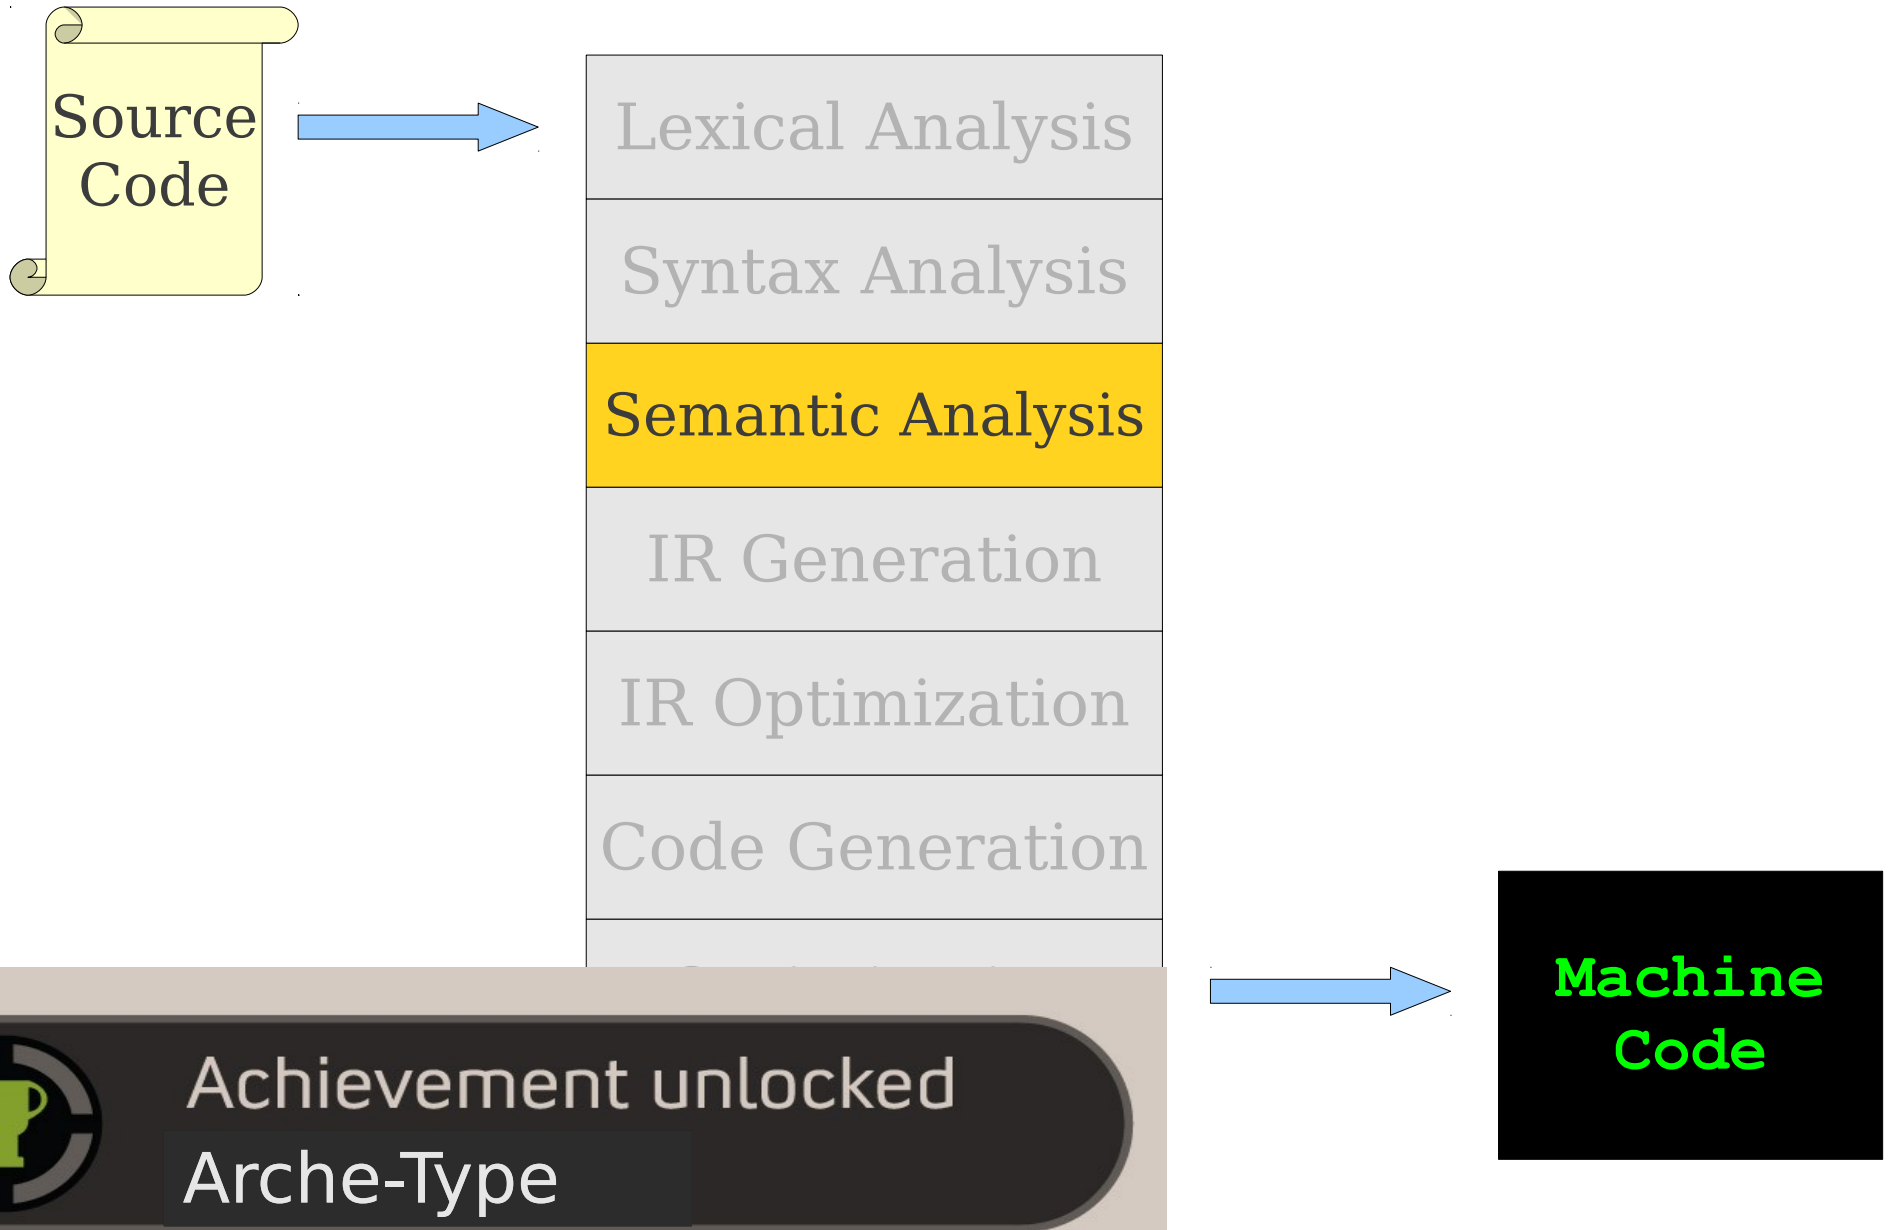 Source
Code
Lexical Analysis
Syntax Analysis
Semantic Analysis
IR Generation
IR Optimization
Code Generation
Machine
Code
Achievement unlocked
Arche-Type